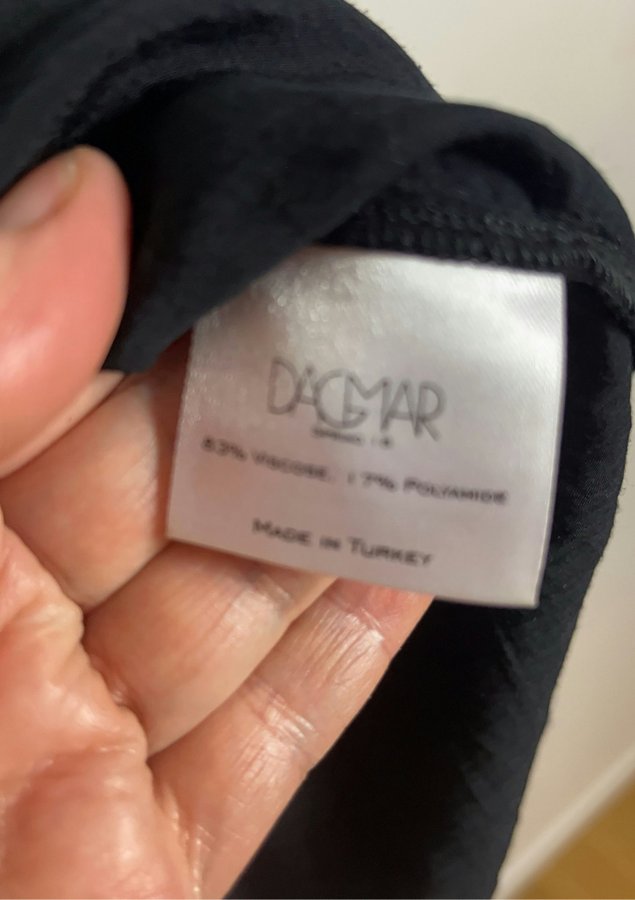 DAGMAR
83% VISCOSE, 17% POLYAMIDE
MADE IN TURKEY